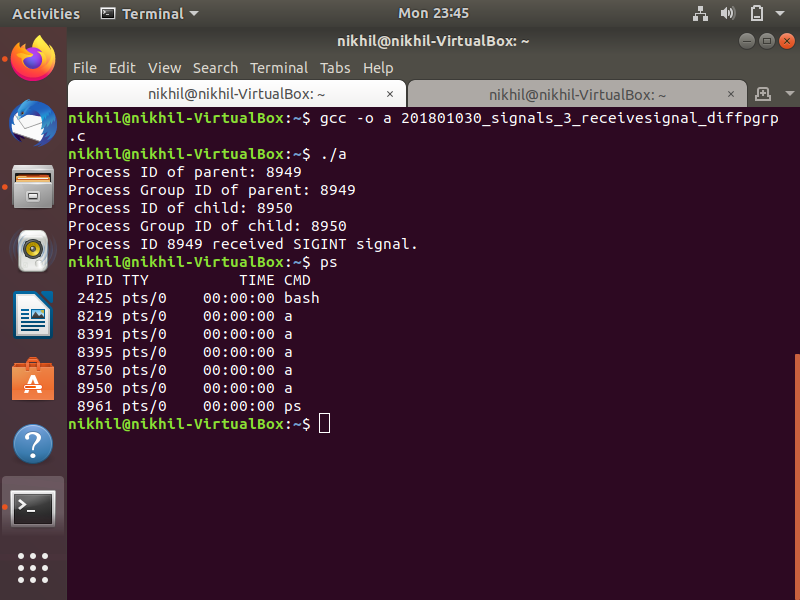 Activities Terminal Mon 23:45
nikhil@nikhil-VirtualBox: ~
File Edit View Search Terminal Tabs Help
nikhil@nikhil-VirtualBox: ~ × nikhil@nikhil-VirtualBox: ~ ×
nikhil@nikhil-VirtualBox:~$ gcc -o a 201801030_signals_3_receivesignal_diffpgrp
.c
nikhil@nikhil-VirtualBox:~$ ./a
Process ID of parent: 8949
Process Group ID of parent: 8949
Process ID of child: 8950
Process Group ID of child: 8950
Process ID 8949 received SIGINT signal.
nikhil@nikhil-VirtualBox:~$ ps
  PID TTY          TIME CMD
 2425 pts/0    00:00:00 bash
 8219 pts/0    00:00:00 a
 8391 pts/0    00:00:00 a
 8395 pts/0    00:00:00 a
 8750 pts/0    00:00:00 a
 8950 pts/0    00:00:00 a
 8961 pts/0    00:00:00 ps
nikhil@nikhil-VirtualBox:~$